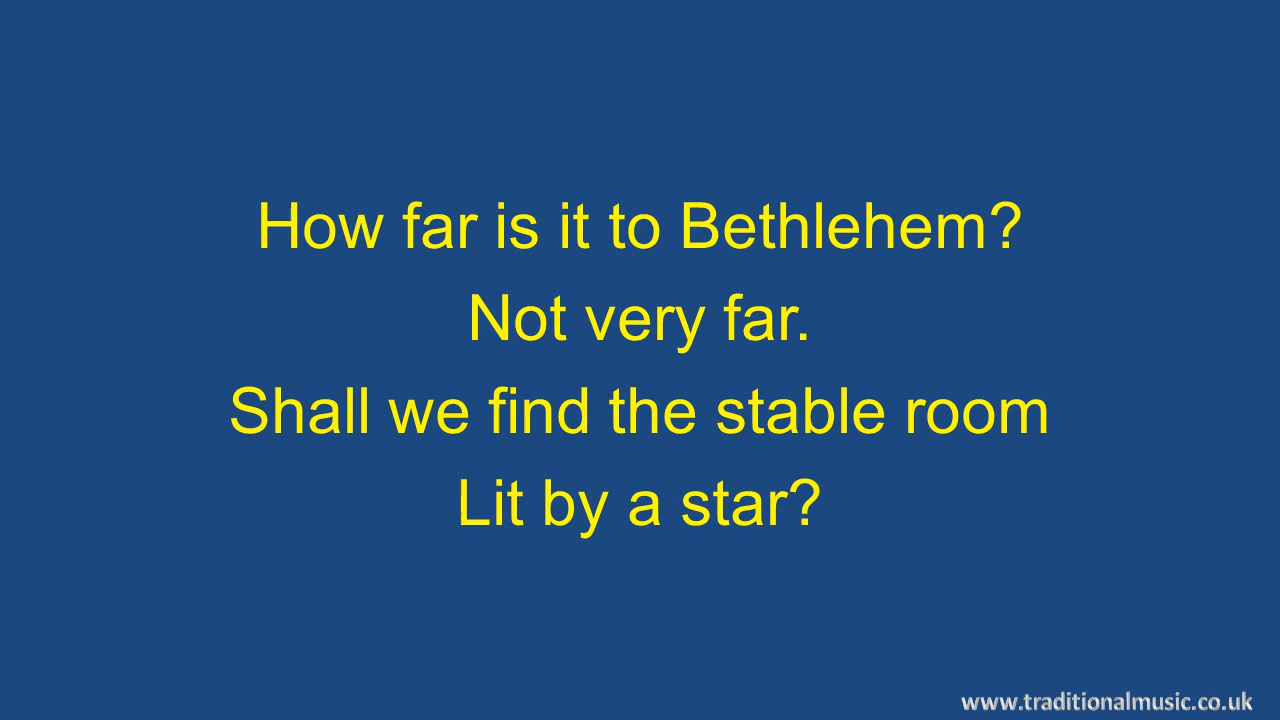 How far is it to Bethlehem?
Not very far.
Shall we find the stable room
Lit by a star?
www.traditionalmusic.co.uk